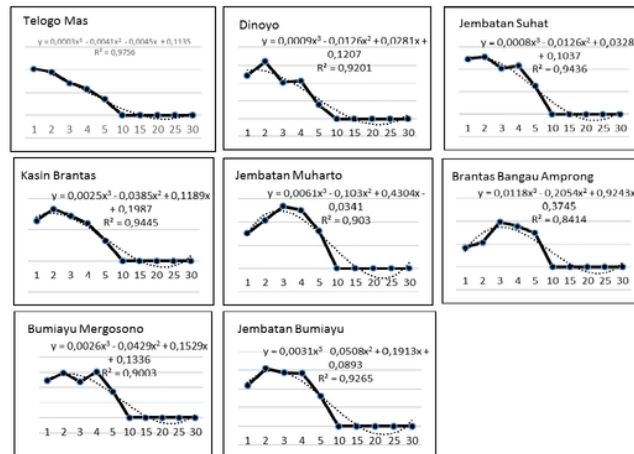 Telogo Mas
y = 0,0003x³ - 0,0041x² - 0,0045x + 0,1135
R² = 0,9756
1 2 3 4 5 10 15 20 25 30
Dinoyo
y = 0,0009x³ - 0,0126x² + 0,0281x +
0,1207
R² = 0,9201
1 2 3 4 5 10 15 20 25 30
Jembatan Suhat
y = 0,0008x³ - 0,0126x² + 0,0328x
+ 0,1037
R² = 0,9436
1 2 3 4 5 10 15 20 25 30
Kasin Brantas
y = 0,0025x³ - 0,0385x² + 0,1189x
+ 0,1987
R² = 0,9445
1 2 3 4 5 10 15 20 25 30
Jembatan Muharto
y = 0,0061x³ - 0,103x² + 0,4304x -
0,0341
R² = 0,903
1 2 3 4 5 10 15 20 25 30
Brantas Bangau Amprong
y = 0,0118x³ - 0,2054x² + 0,9243x
0,3745
R² = 0,8414
1 2 3 4 5 10 15 20 25 30
Bumiayu Mergosono
y = 0,0026x³ - 0,0429x² + 0,1529x
+ 0,1336
R² = 0,9003
1 2 3 4 5 10 15 20 25 30
Jembatan Bumiayu
y = 0,0031x³ - 0,0508x² + 0,1913x +
0,0893
R² = 0,9265
1 2 3 4 5 10 15 20 25 30